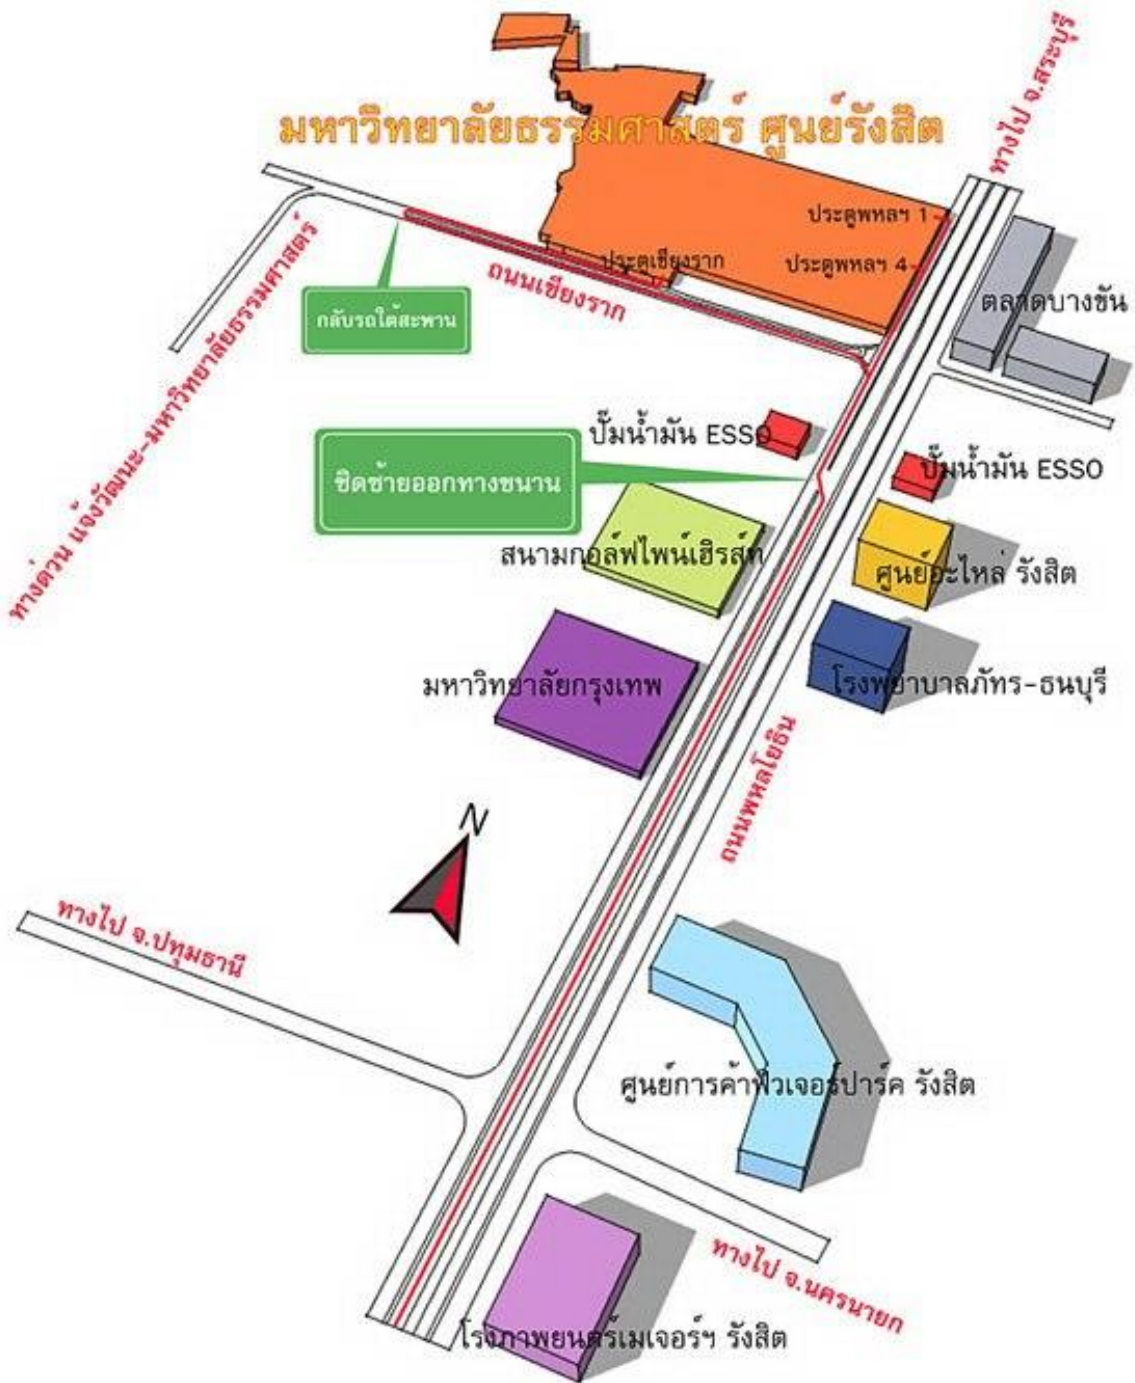 ทางไป จ.สระบุรี
มหาวิทยาลัยธรรมศาสตร์ ศูนย์รังสิต
ประตูพหลฯ 1
ประตูเชียงราก
ประตูพหลฯ 4
ถนนเชียงราก
ตลาดบางขัน
กลับรถใต้สะพาน
ทางด่วน แจ้งวัฒนะ-มหาวิทยาลัยธรรมศาสตร์
ปั๊มน้ำมัน ESSO
ปั๊มน้ำมัน ESSO
ชิดซ้ายออกทางขนาน
สนามกอล์ฟไพน์เฮิรส์ท
ศูนย์อะไหล่ รังสิต
มหาวิทยาลัยกรุงเทพ
โรงพยาบาลภัทร-ธนบุรี
ถนนพหลโยธิน
N
ทางไป จ.ปทุมธานี
ศูนย์การค้าฟิวเจอร์ปาร์ค รังสิต
ทางไป จ.นครนายก
โรงภาพยนตร์เมเจอร์ฯ รังสิต